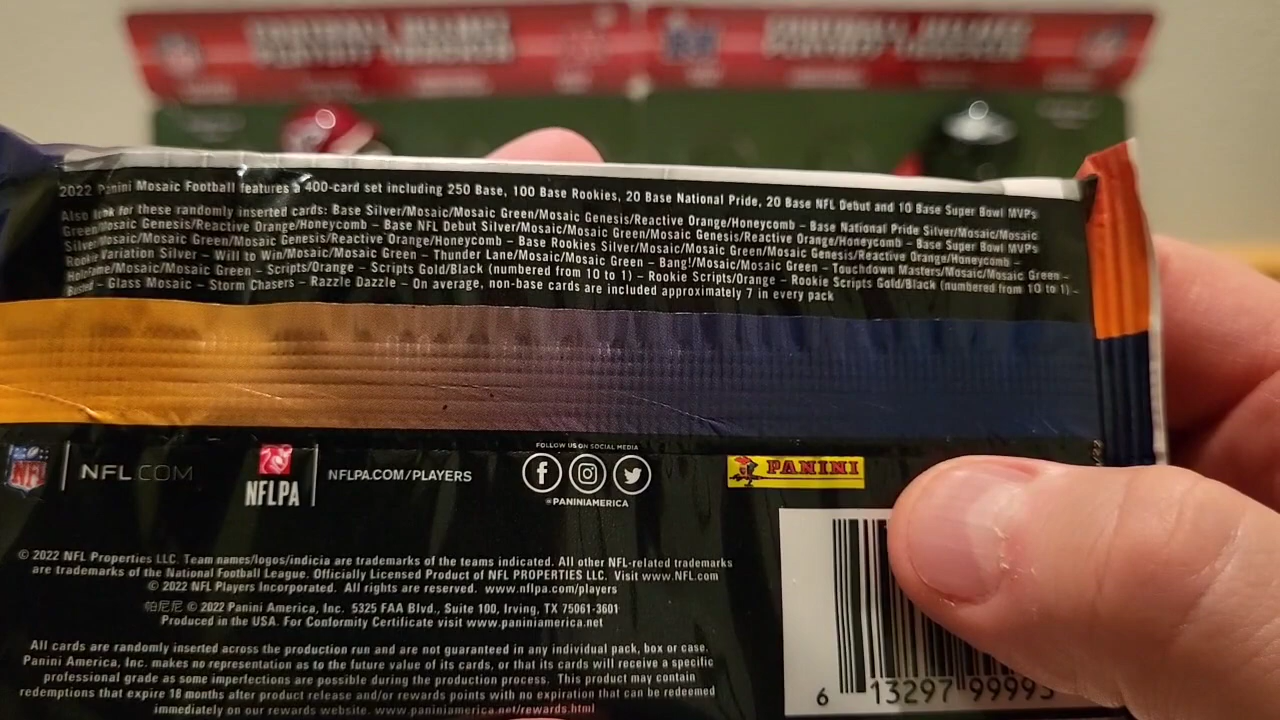 FOOTBALL HELMET FOOTBALL HELMET
PLAYOFF TRACKER PLAYOFF TRACKER
2022 Panini Mosaic Football features a 400-card set including 250 Base, 100 Base Rookies, 20 Base National Pride, 20 Base NFL Debut and 10 Base Super Bowl MVPs
Also look for these randomly inserted cards: Base Silver/Mosaic/Mosaic Green/Mosaic Genesis/Reactive Orange/Honeycomb – Base National Pride Silver/Mosaic/Mosaic
Green/Mosaic Genesis/Reactive Orange/Honeycomb – Base NFL Debut Silver/Mosaic/Mosaic Green/Mosaic Genesis/Reactive Orange/Honeycomb – Base Super Bowl MVPs
Silver/Mosaic/Mosaic Green/Mosaic Genesis/Reactive Orange/Honeycomb – Base Rookies Silver/Mosaic/Mosaic Green/Mosaic Genesis/Reactive Orange/Honeycomb –
Rookie Variation Silver – Will to Win/Mosaic/Mosaic Green – Thunder Lane/Mosaic/Mosaic Green – Bang!/Mosaic/Mosaic Green – Touchdown Masters/Mosaic/Mosaic Green –
HoloFame/Mosaic/Mosaic Green – Scripts/Orange – Scripts Gold/Black (numbered from 10 to 1) – Rookie Scripts/Orange – Rookie Scripts Gold/Black (numbered from 10 to 1) –
Busted – Glass Mosaic – Storm Chasers – Razzle Dazzle – On average, non-base cards are included approximately 7 in every pack
NFL NFL.COM NFLPA NFLPA.COM/PLAYERS
FOLLOW US ON SOCIAL MEDIA
@PANINIAMERICA
PANINI
© 2022 NFL Properties LLC. Team names/logos/indicia are trademarks of the teams indicated. All other NFL-related trademarks
are trademarks of the National Football League. Officially Licensed Product of NFL PROPERTIES LLC. Visit www.NFL.com
© 2022 NFL Players Incorporated. All rights are reserved. www.nflpa.com/players
帕尼尼 © 2022 Panini America, Inc. 5325 FAA Blvd., Suite 100, Irving, TX 75061-3601
Produced in the USA. For Conformity Certificate visit www.paniniamerica.net
All cards are randomly inserted across the production run and are not guaranteed in any individual pack, box or case.
Panini America, Inc. makes no representation as to the future value of its cards, or that its cards will receive a specific
professional grade as some imperfections are possible during the production process. This product may contain
redemptions that expire 18 months after product release and/or rewards points with no expiration that can be redeemed
immediately on our rewards website. www.paniniamerica.net/rewards.html
6 13297 99993